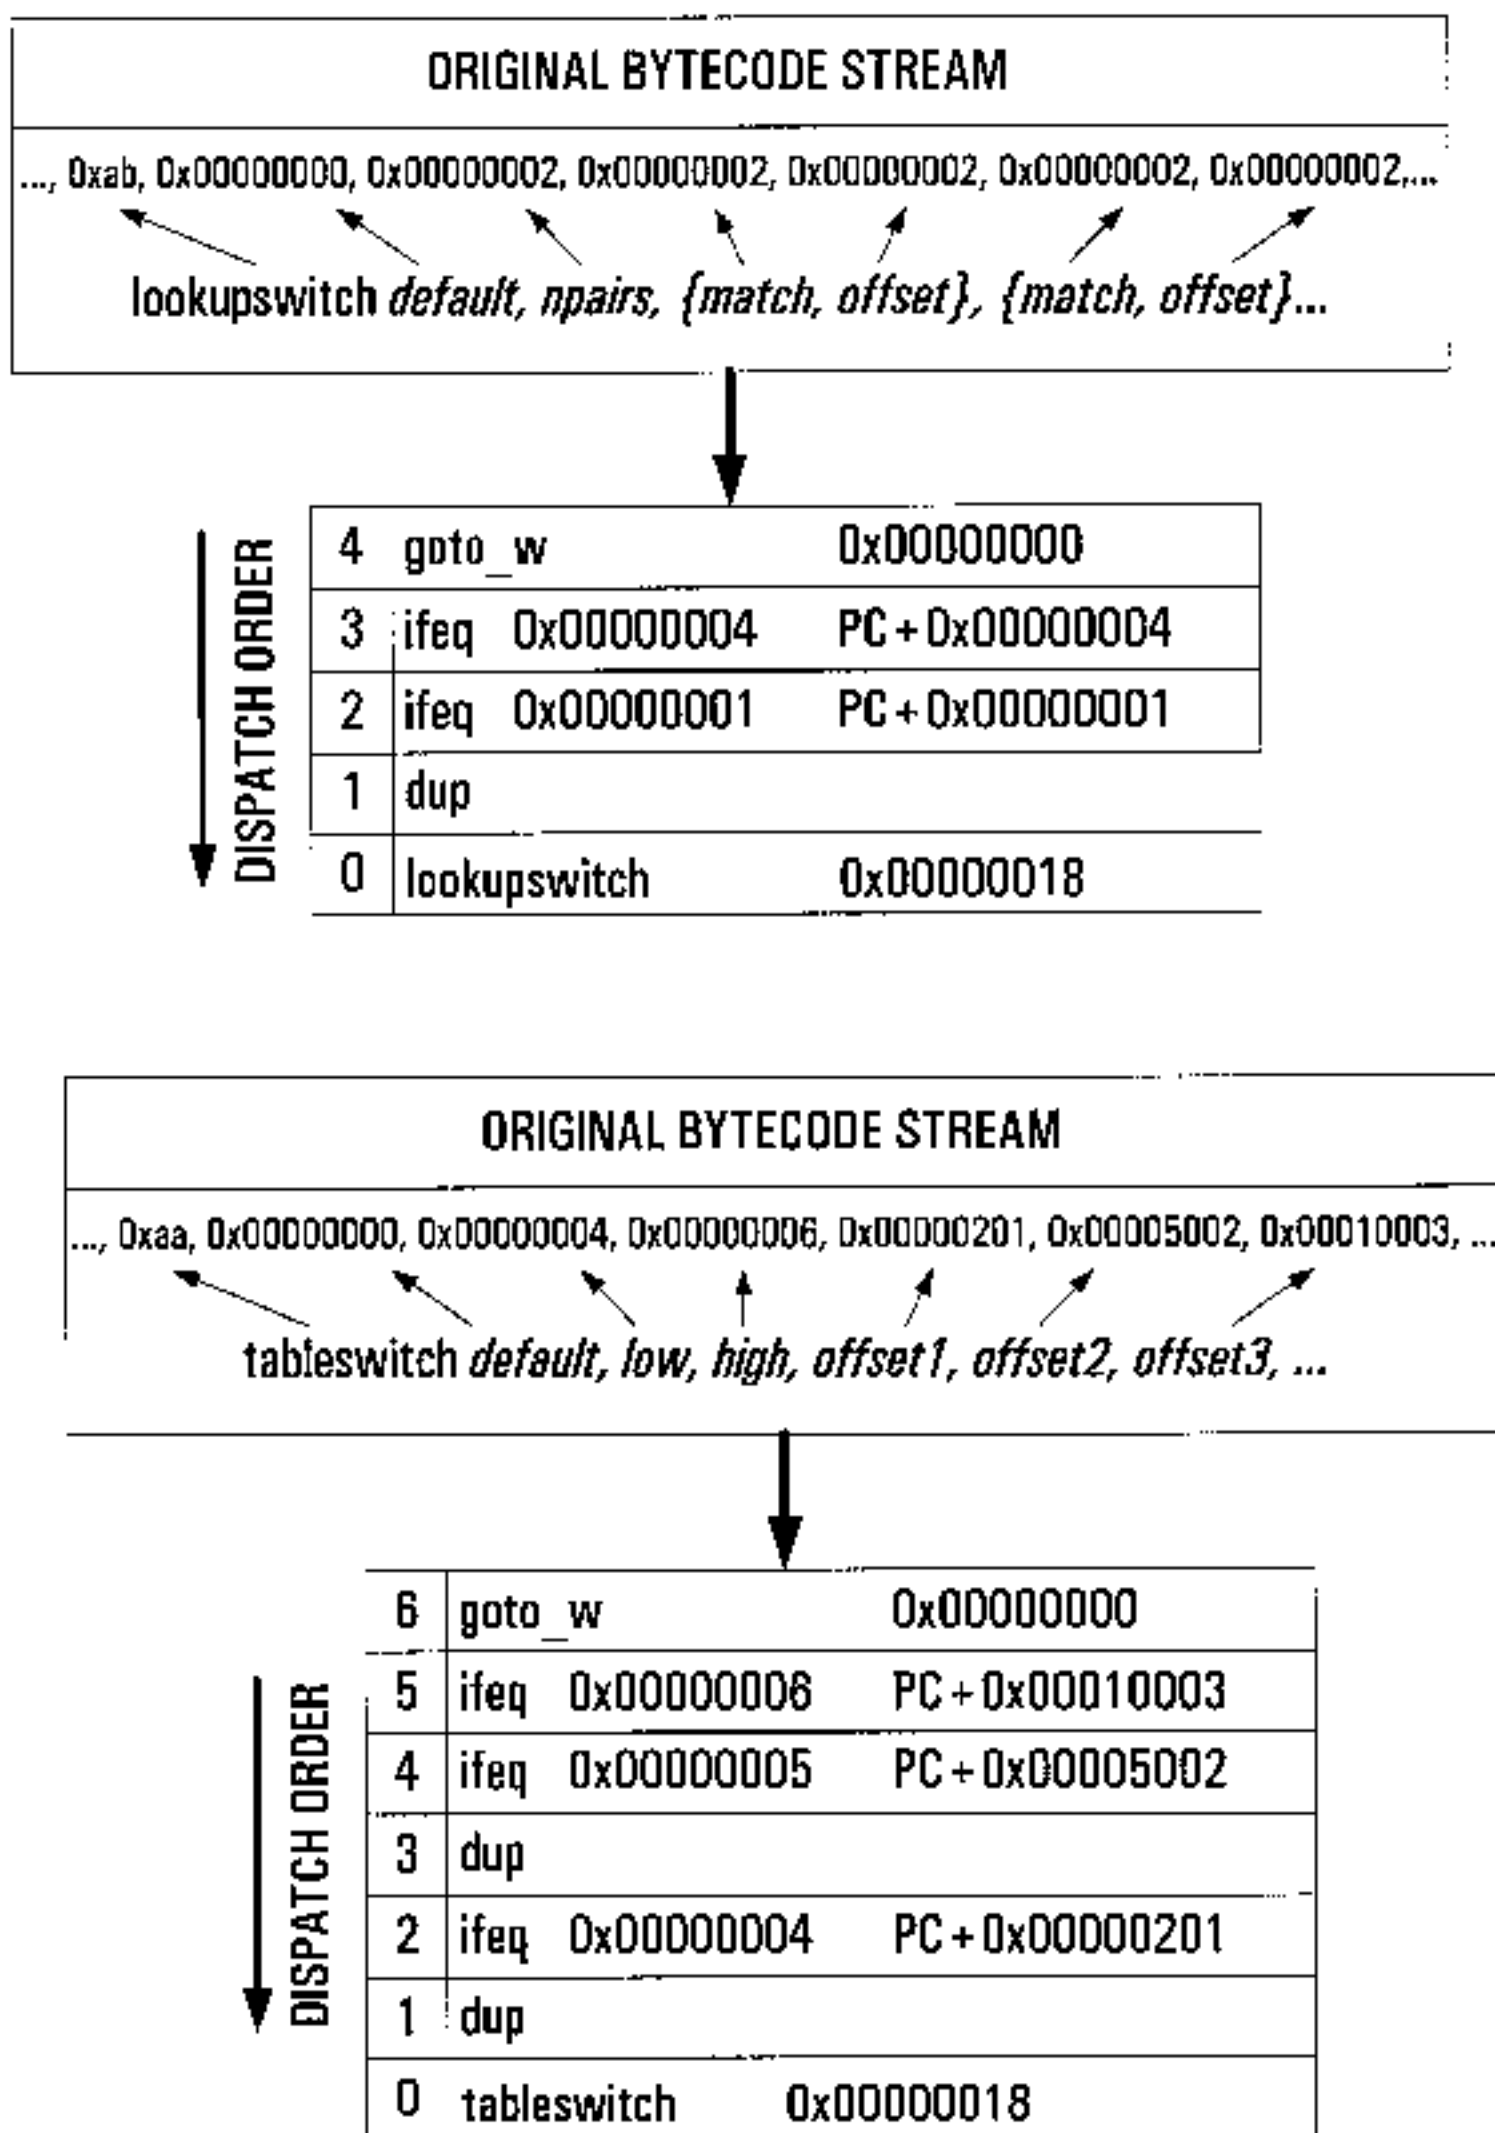 ORIGINAL BYTECODE STREAM
..., 0xab, 0x00000000, 0x00000002, 0x00000002, 0x00000002, 0x00000002, 0x00000002,...
lookupswitch default, npairs, {match, offset}, {match, offset}...
DISPATCH ORDER
4 goto_w 0x00000000
3 ifeq 0x00000004 PC + 0x00000004
2 ifeq 0x00000001 PC + 0x00000001
1 dup
0 lookupswitch 0x00000018
ORIGINAL BYTECODE STREAM
..., 0xaa, 0x00000000, 0x00000004, 0x00000006, 0x00000201, 0x00005002, 0x00010003, ...
tableswitch default, low, high, offset1, offset2, offset3, ...
DISPATCH ORDER
6 goto_w 0x00000000
5 ifeq 0x00000006 PC + 0x00010003
4 ifeq 0x00000005 PC + 0x00005002
3 dup
2 ifeq 0x00000004 PC + 0x00000201
1 dup
0 tableswitch 0x00000018